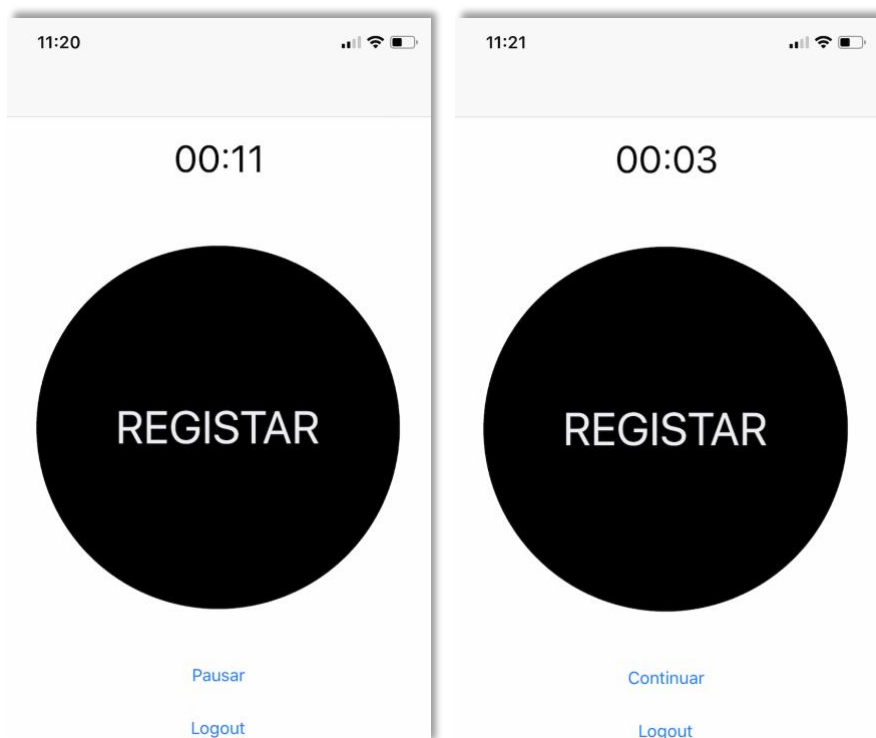 11:20
00:11
REGISTAR
Pausar
Logout
11:21
00:03
REGISTAR
Continuar
Logout